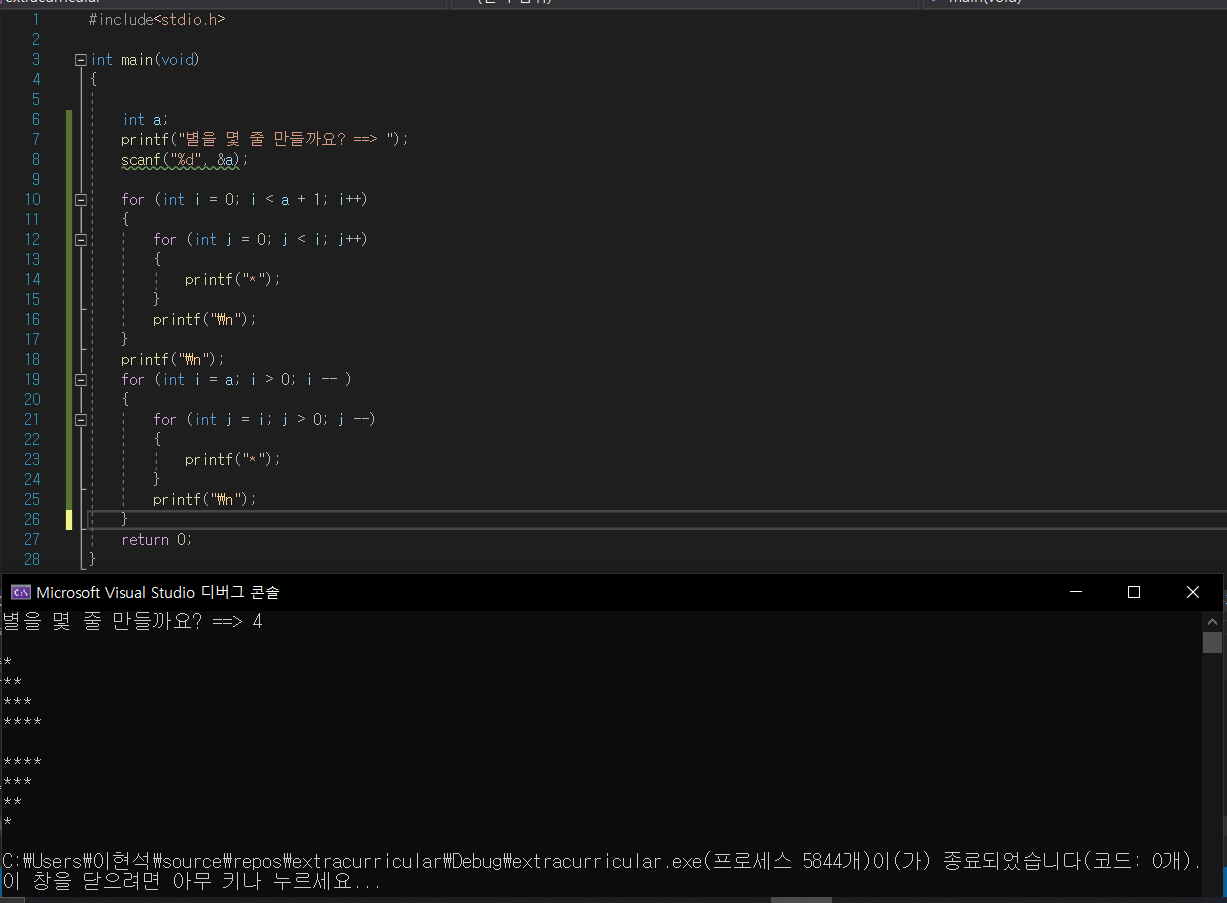 1 #include<stdio.h>
2
3 int main(void)
4 {
5
6 int a;
7 printf("별을 몇 줄 만들까요? ==> ");
8 scanf("%d", &a);
9
10 for (int i = 0; i < a + 1; i++)
11 {
12 for (int j = 0; j < i; j++)
13 {
14 printf("*");
15 }
16 printf("₩n");
17 }
18 printf("₩n");
19 for (int i = a; i > 0; i -- )
20 {
21 for (int j = i; j > 0; j --)
22 {
23 printf("*");
24 }
25 printf("₩n");
26 }
27 return 0;
28 }
Microsoft Visual Studio 디버그 콘솔
별을 몇 줄 만들까요? ==> 4
*
**
***
****
****
***
**
*
C:₩Users₩이현석₩source₩repos₩extracurricular₩Debug₩extracurricular.exe(프로세스 5844개)이(가) 종료되었습니다(코드: 0개).
이 창을 닫으려면 아무 키나 누르세요...